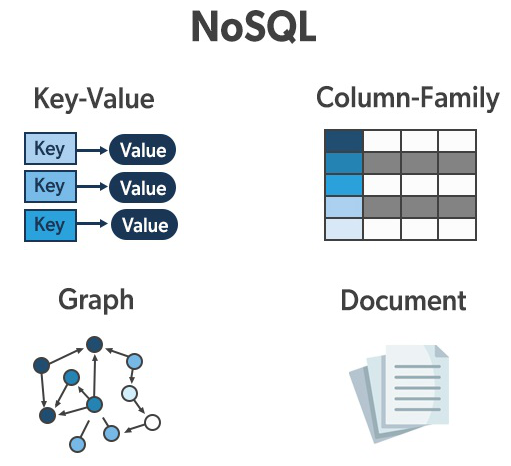 NoSQL
Key-Value
Key Value
Key Value
Key Value
Column-Family
Graph
Document